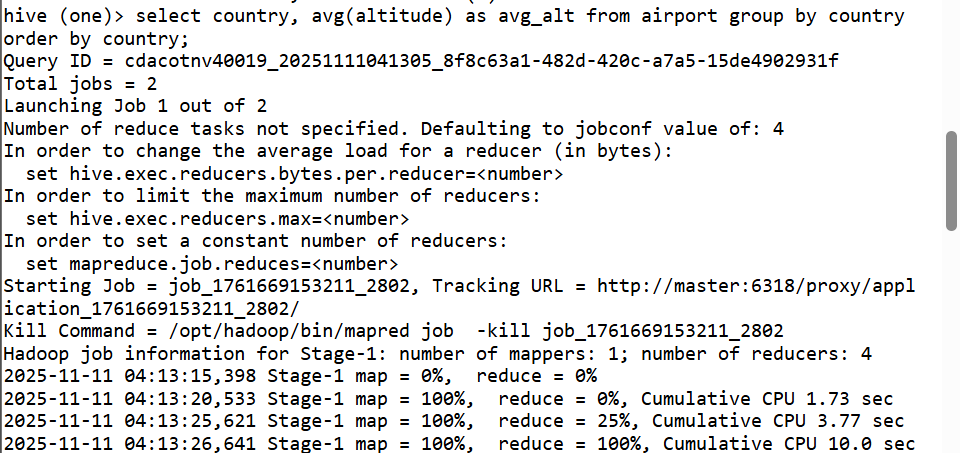 hive (one)> select country, avg(altitude) as avg_alt from airport group by country
order by country;
Query ID = cdacotnv40019_20251111041305_8f8c63a1-482d-420c-a7a5-15de4902931f
Total jobs = 2
Launching Job 1 out of 2
Number of reduce tasks not specified. Defaulting to jobconf value of: 4
In order to change the average load for a reducer (in bytes):
  set hive.exec.reducers.bytes.per.reducer=<number>
In order to limit the maximum number of reducers:
  set hive.exec.reducers.max=<number>
In order to set a constant number of reducers:
  set mapreduce.job.reduces=<number>
Starting Job = job_1761669153211_2802, Tracking URL = http://master:6318/proxy/appl
ication_1761669153211_2802/
Kill Command = /opt/hadoop/bin/mapred job  -kill job_1761669153211_2802
Hadoop job information for Stage-1: number of mappers: 1; number of reducers: 4
2025-11-11 04:13:15,398 Stage-1 map = 0%,  reduce = 0%
2025-11-11 04:13:20,533 Stage-1 map = 100%,  reduce = 0%, Cumulative CPU 1.73 sec
2025-11-11 04:13:25,621 Stage-1 map = 100%,  reduce = 25%, Cumulative CPU 3.77 sec
2025-11-11 04:13:26,641 Stage-1 map = 100%,  reduce = 100%, Cumulative CPU 10.0 sec